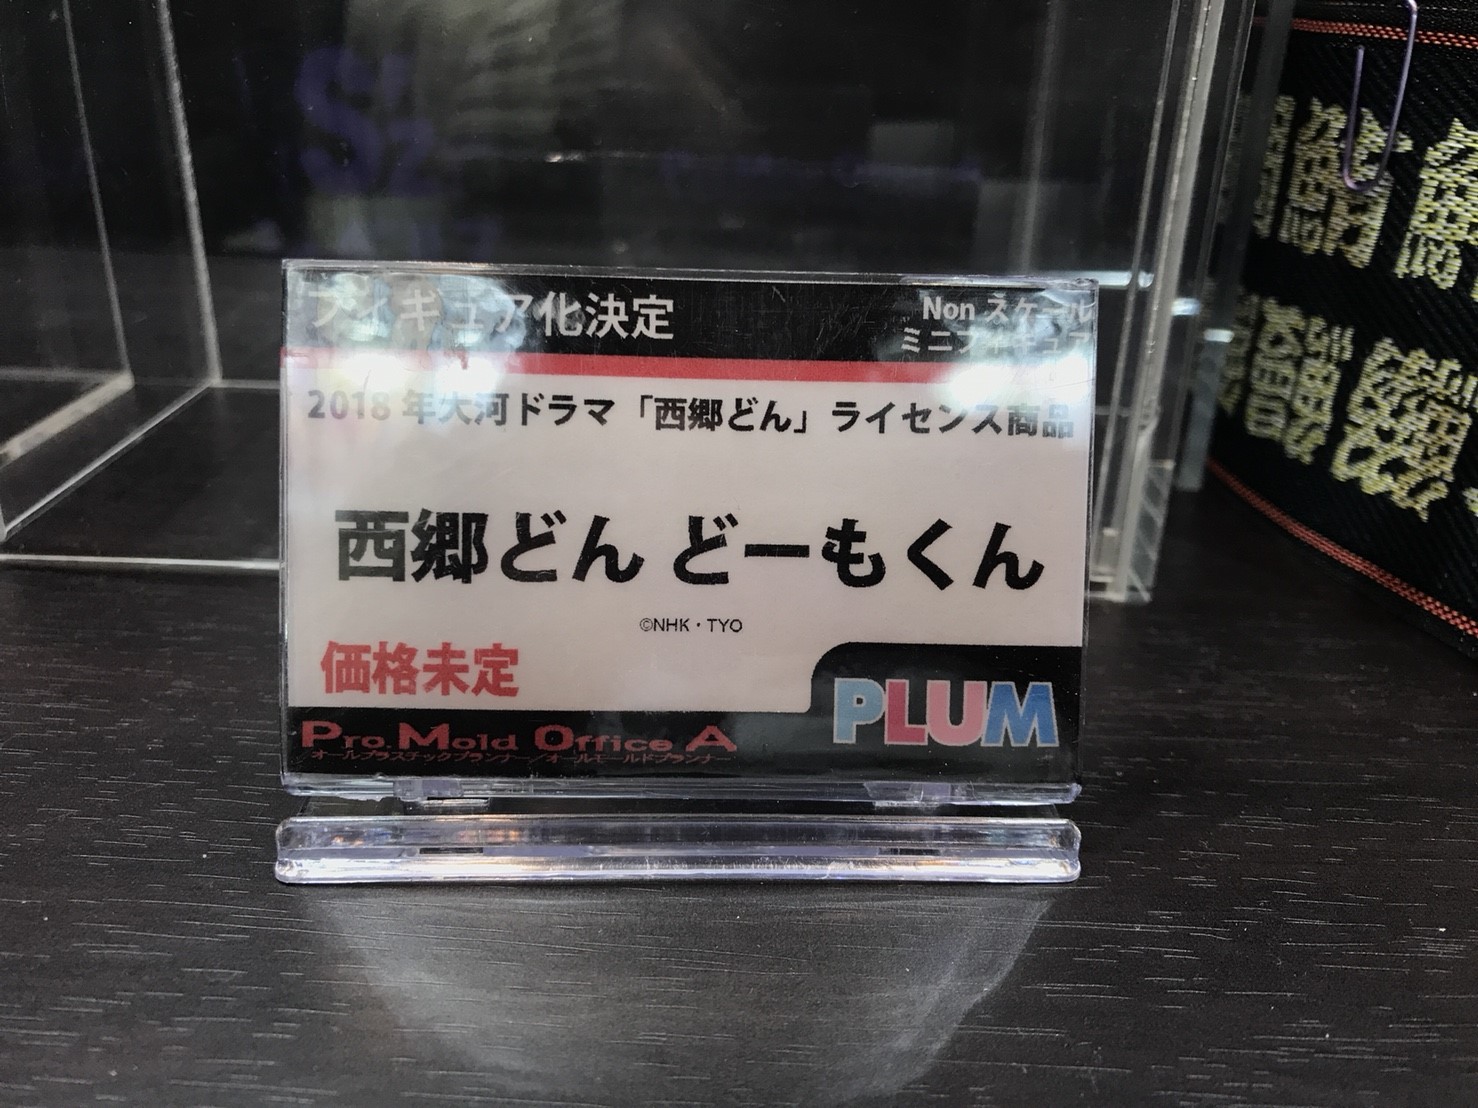 フィギュア化決定
Non スケール
ミニフィギュア
2018年大河ドラマ「西郷どん」ライセンス商品
西郷どん どーもくん
©NHK・TYO
価格未定
PLUM
Pro Mold Office A
オールプラスチックプランナー／オールモールドプランナー